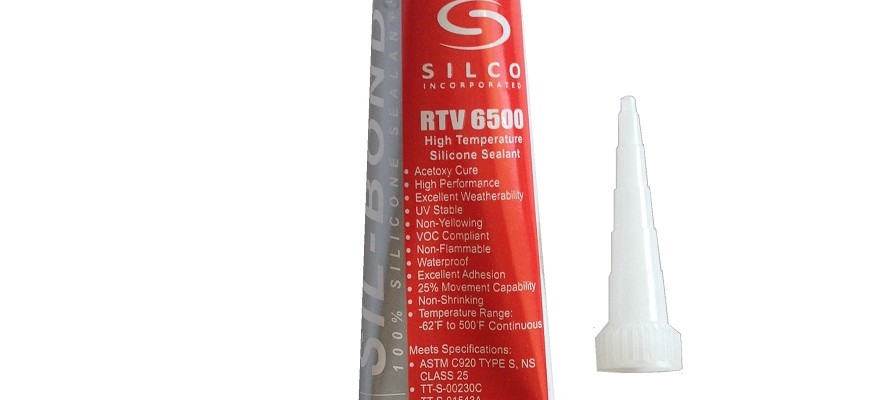 SIL-BOND
100% SILICONE SEALANT
SILCO
INCORPORATED
RTV 6500
High Temperature
Silicone Sealant
• Acetoxy Cure
• High Performance
• Excellent Weatherability
• UV Stable
• Non-Yellowing
• VOC Compliant
• Non-Flammable
• Waterproof
• Excellent Adhesion
• 25% Movement Capability
• Non-Shrinking
• Temperature Range:
-62°F to 500°F Continuous
Meets Specifications:
• ASTM C920 TYPE S, NS
CLASS 25
• TT-S-00230C
• TT-S-01543A